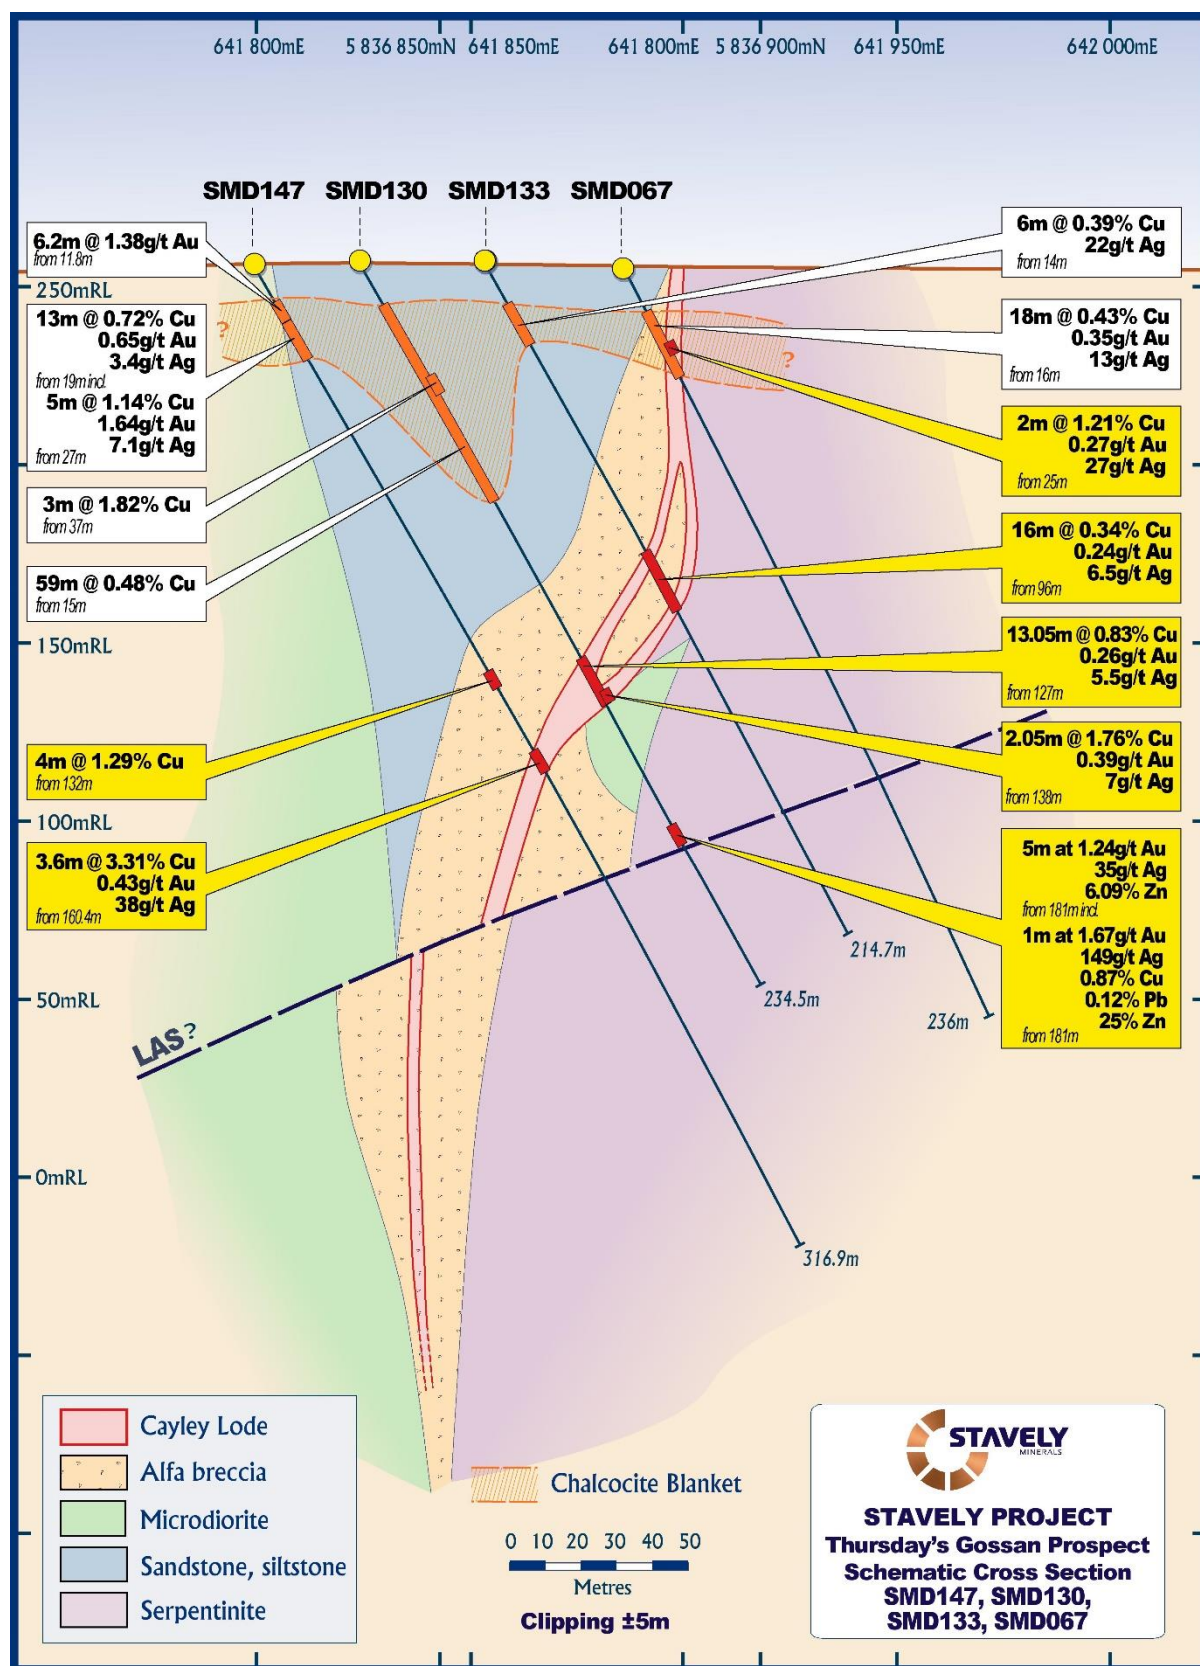 641 800mE 5 836 850mN 641 850mE 641 800mE 5 836 900mN 641 950mE 642 000mE
SMD147 SMD130 SMD133 SMD067
6.2m @ 1.38g/t Au
from 11.8m
13m @ 0.72% Cu
0.65g/t Au
3.4g/t Ag
from 19m incl.
5m @ 1.14% Cu
1.64g/t Au
7.1g/t Ag
from 27m
3m @ 1.82% Cu
from 37m
59m @ 0.48% Cu
from 15m
4m @ 1.29% Cu
from 132m
3.6m @ 3.31% Cu
0.43g/t Au
38g/t Ag
from 160.4m
6m @ 0.39% Cu
22g/t Ag
from 14m
18m @ 0.43% Cu
0.35g/t Au
13g/t Ag
from 16m
2m @ 1.21% Cu
0.27g/t Au
27g/t Ag
from 25m
16m @ 0.34% Cu
0.24g/t Au
6.5g/t Ag
from 96m
13.05m @ 0.83% Cu
0.26g/t Au
5.5g/t Ag
from 127m
2.05m @ 1.76% Cu
0.39g/t Au
7g/t Ag
from 138m
5m at 1.24g/t Au
35g/t Ag
6.09% Zn
from 181m incl.
1m at 1.67g/t Au
149g/t Ag
0.87% Cu
0.12% Pb
25% Zn
from 181m
250mRL
150mRL
100mRL
50mRL
0mRL
?
?
LAS?
214.7m
234.5m
236m
316.9m
Cayley Lode
Alfa breccia
Microdiorite
Sandstone, siltstone
Serpentinite
Chalcocite Blanket
0 10 20 30 40 50
Metres
Clipping ±5m
STAVELY
MINERALS
STAVELY PROJECT
Thursday's Gossan Prospect
Schematic Cross Section
SMD147, SMD130,
SMD133, SMD067